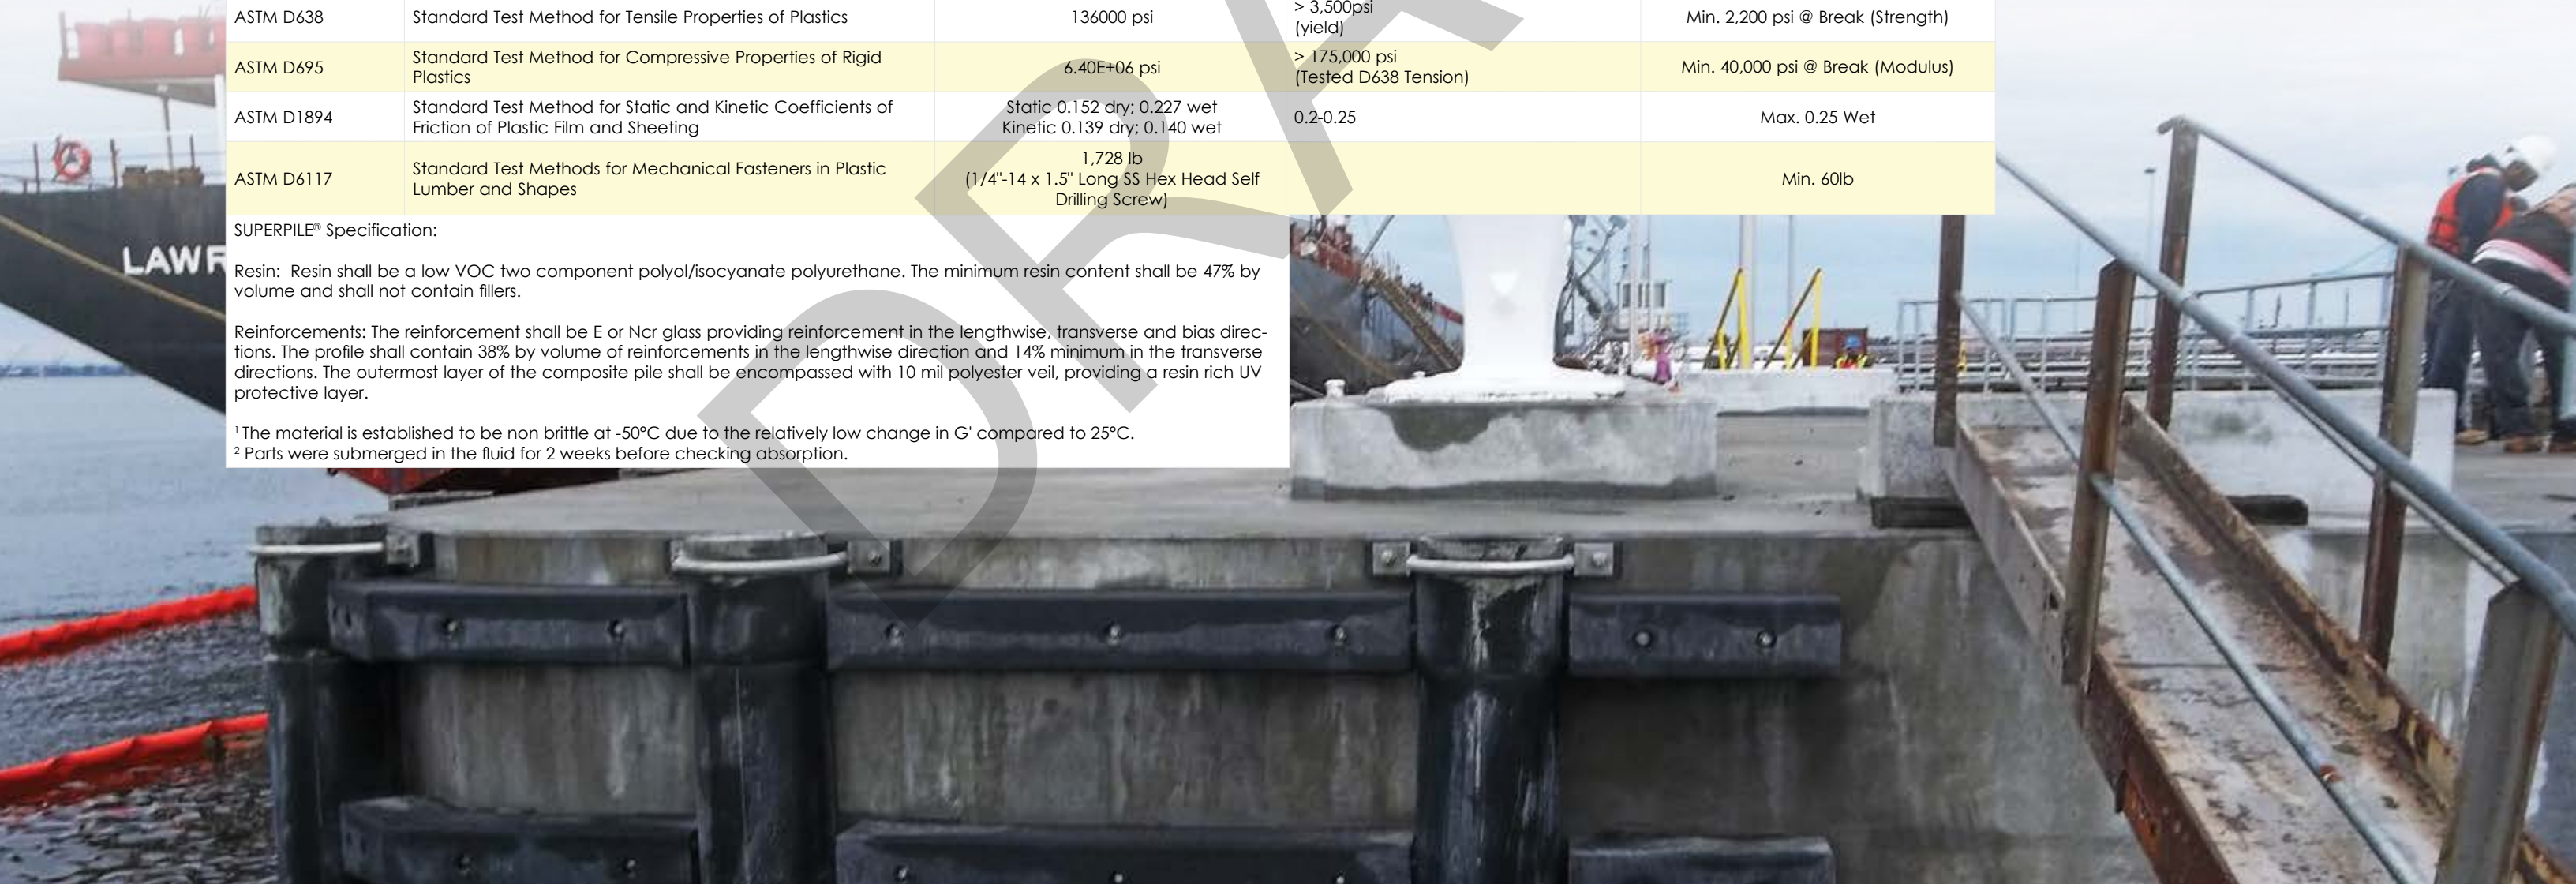 ASTM D638 Standard Test Method for Tensile Properties of Plastics 136000 psi > 3,500psi (yield) Min. 2,200 psi @ Break (Strength)
ASTM D695 Standard Test Method for Compressive Properties of Rigid Plastics 6.40E+06 psi > 175,000 psi (Tested D638 Tension) Min. 40,000 psi @ Break (Modulus)
ASTM D1894 Standard Test Method for Static and Kinetic Coefficients of Friction of Plastic Film and Sheeting Static 0.152 dry; 0.227 wet Kinetic 0.139 dry; 0.140 wet 0.2-0.25 Max. 0.25 Wet
ASTM D6117 Standard Test Methods for Mechanical Fasteners in Plastic Lumber and Shapes 1,728 lb (1/4"-14 x 1.5" Long SS Hex Head Self Drilling Screw) Min. 60lb
SUPERPILE® Specification:
Resin: Resin shall be a low VOC two component polyol/isocyanate polyurethane. The minimum resin content shall be 47% by
volume and shall not contain fillers.
Reinforcements: The reinforcement shall be E or Ncr glass providing reinforcement in the lengthwise, transverse and bias direc-
tions. The profile shall contain 38% by volume of reinforcements in the lengthwise direction and 14% minimum in the transverse
directions. The outermost layer of the composite pile shall be encompassed with 10 mil polyester veil, providing a resin rich UV
protective layer.
¹ The material is established to be non brittle at -50°C due to the relatively low change in G' compared to 25°C.
² Parts were submerged in the fluid for 2 weeks before checking absorption.
LAWR
DRA